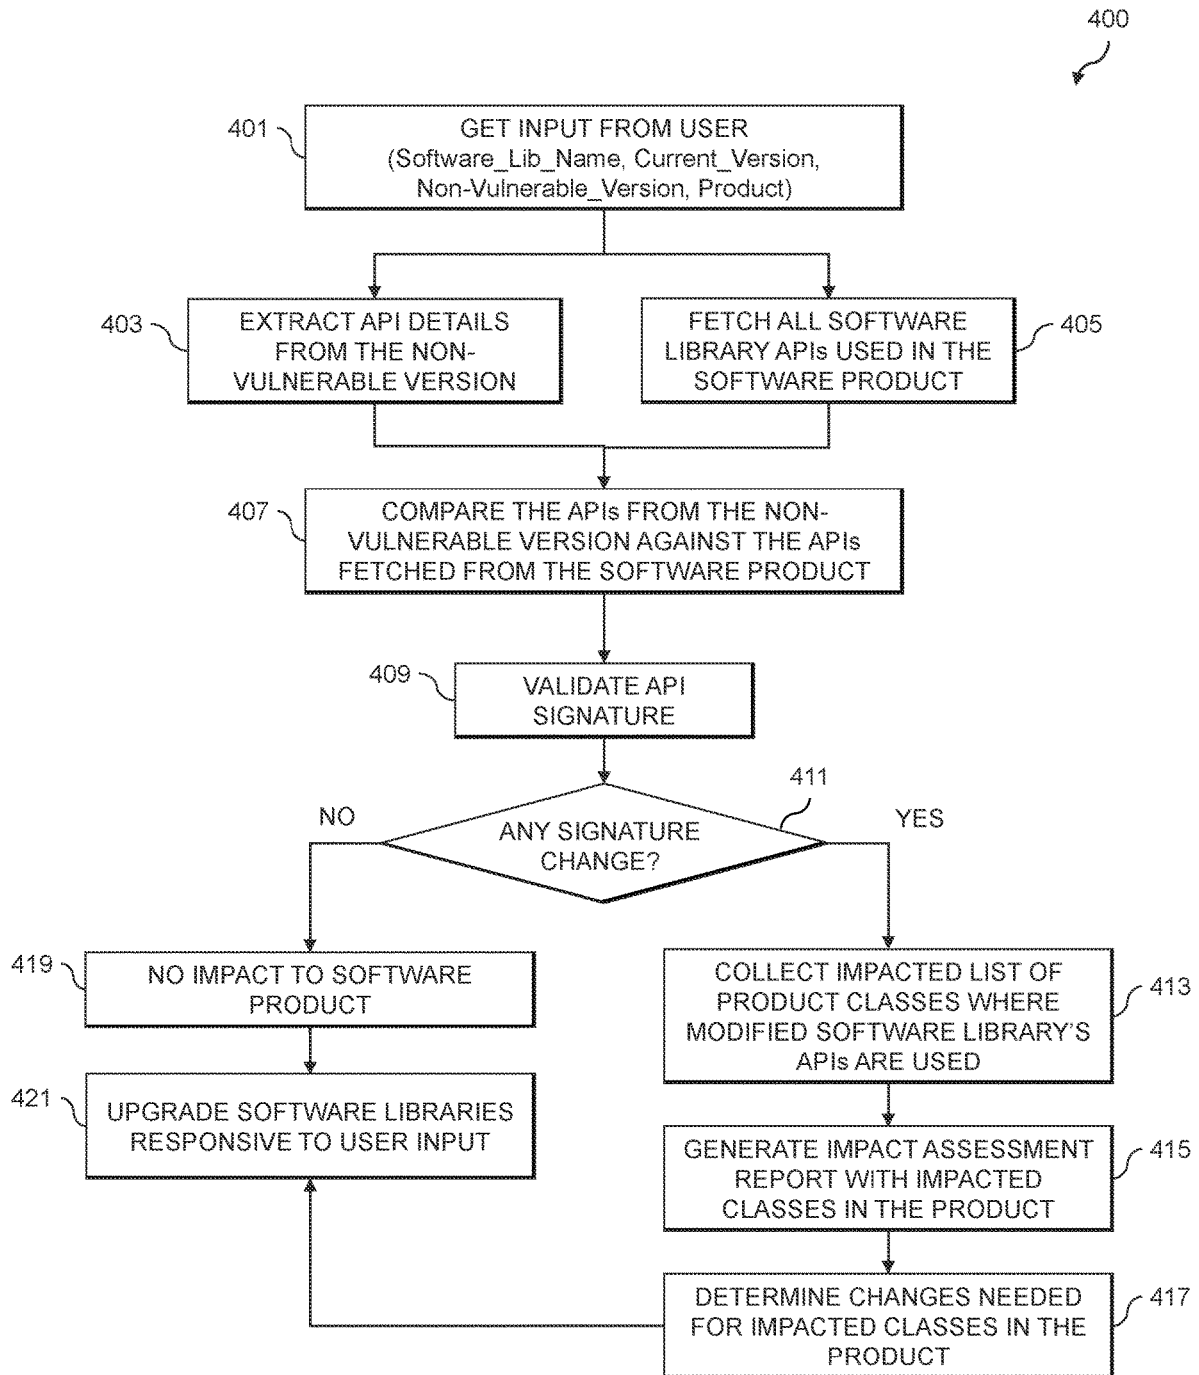 400
401
GET INPUT FROM USER
(Software_Lib_Name, Current_Version,
Non-Vulnerable_Version, Product)
403
EXTRACT API DETAILS
FROM THE NON-
VULNERABLE VERSION
FETCH ALL SOFTWARE
LIBRARY APIs USED IN THE
SOFTWARE PRODUCT
405
407
COMPARE THE APIs FROM THE NON-
VULNERABLE VERSION AGAINST THE APIs
FETCHED FROM THE SOFTWARE PRODUCT
409
VALIDATE API
SIGNATURE
411
NO
ANY SIGNATURE
CHANGE?
YES
419
NO IMPACT TO SOFTWARE
PRODUCT
COLLECT IMPACTED LIST OF
PRODUCT CLASSES WHERE
MODIFIED SOFTWARE LIBRARY'S
APIs ARE USED
413
421
UPGRADE SOFTWARE LIBRARIES
RESPONSIVE TO USER INPUT
GENERATE IMPACT ASSESSMENT
REPORT WITH IMPACTED
CLASSES IN THE PRODUCT
415
DETERMINE CHANGES NEEDED
FOR IMPACTED CLASSES IN THE
PRODUCT
417